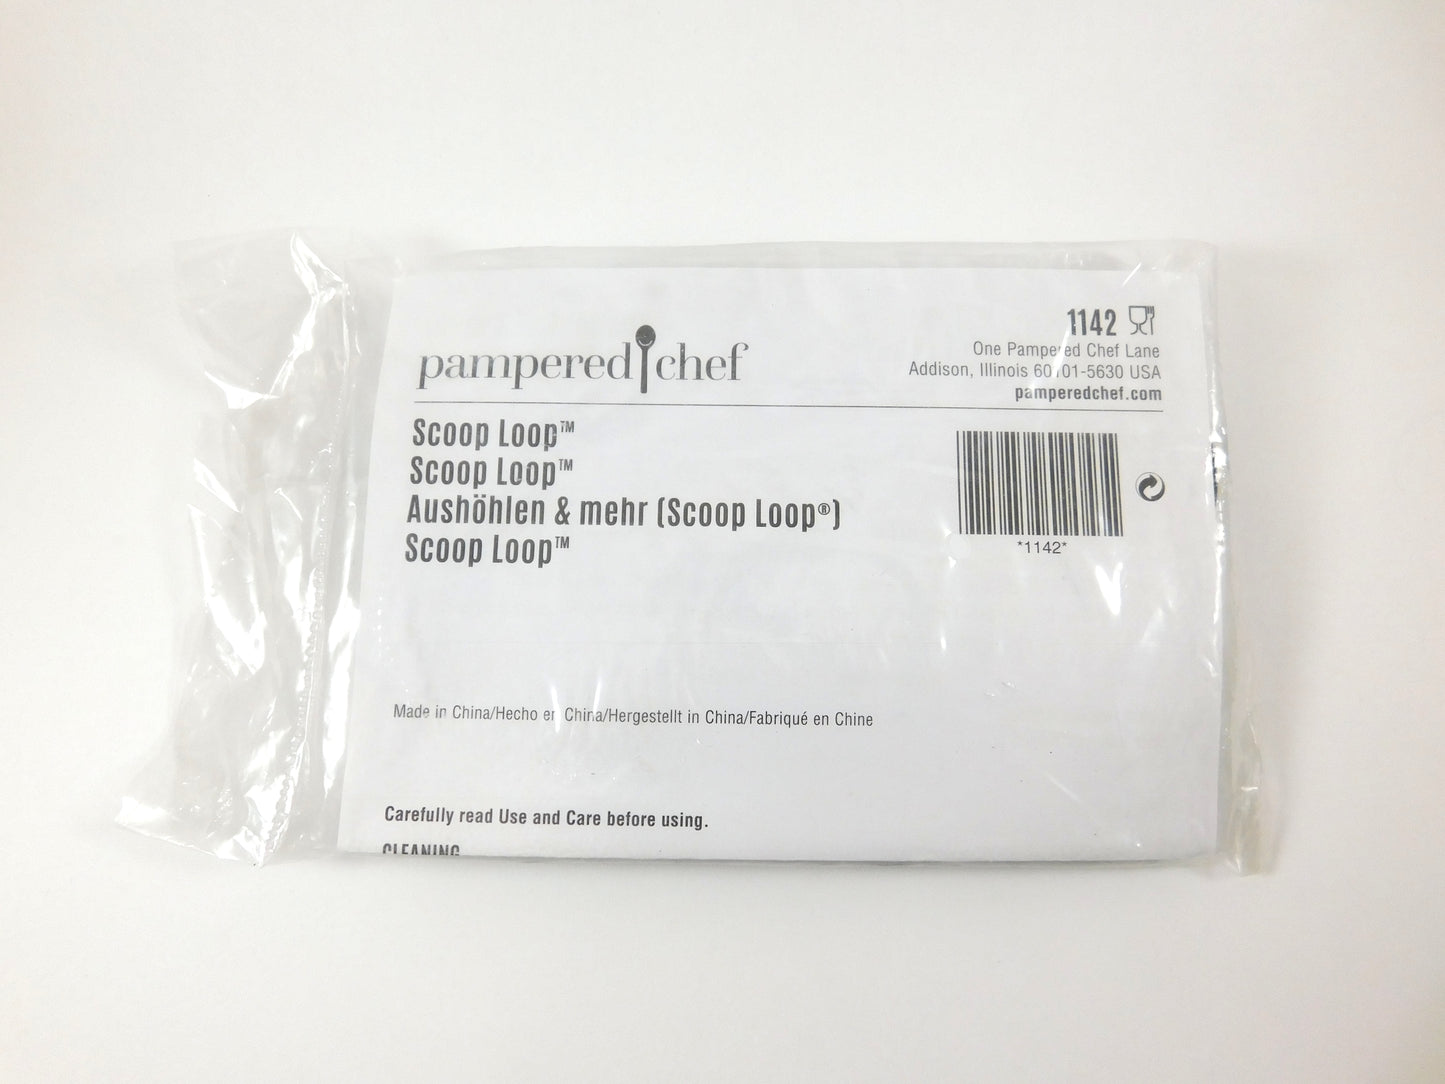 pampered chef
1142
One Pampered Chef Lane
Addison, Illinois 60101-5630 USA
pamperedchef.com
Scoop Loop™
Scoop Loop™
Aushöhlen & mehr (Scoop Loop®)
Scoop Loop™
*1142*
Made in China/Hecho en China/Hergestellt in China/Fabriqué en Chine
Carefully read Use and Care before using.
CLEANING